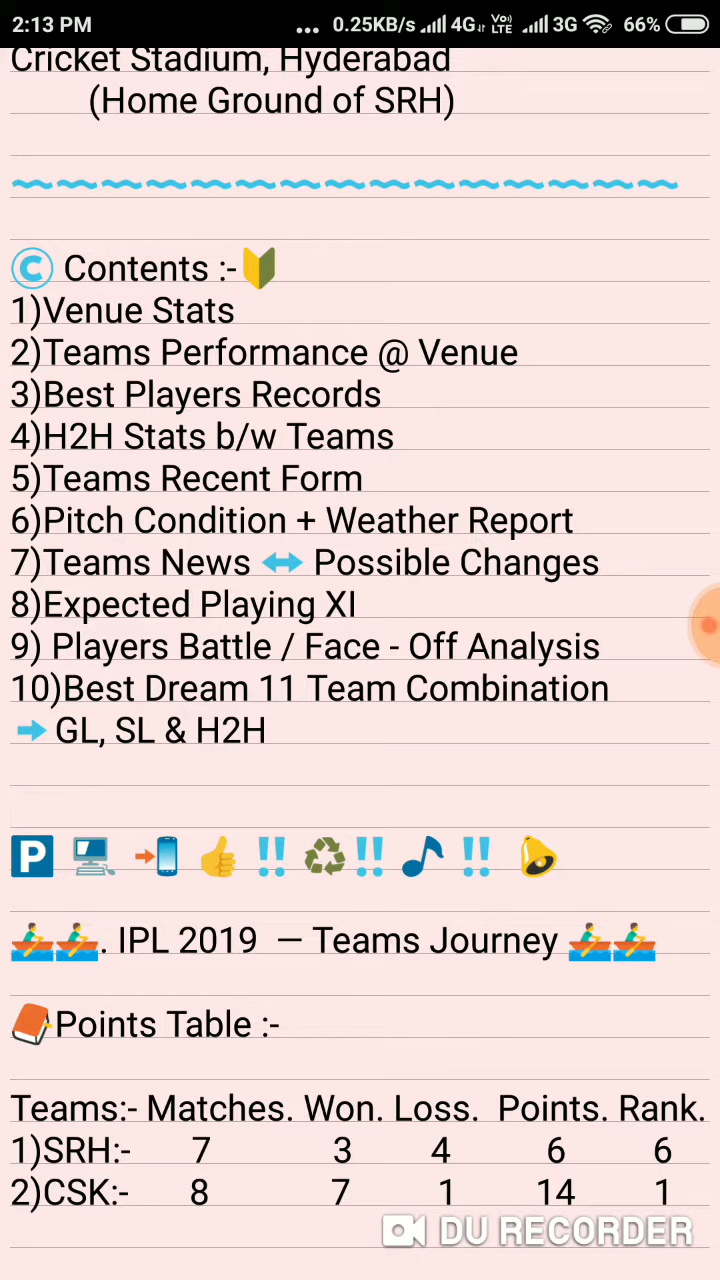 2:13 PM ... 0.25KB/s 4G VoLTE 3G 66%
Cricket Stadium, Hyderabad
(Home Ground of SRH)
© Contents :-
1)Venue Stats
2)Teams Performance @ Venue
3)Best Players Records
4)H2H Stats b/w Teams
5)Teams Recent Form
6)Pitch Condition + Weather Report
7)Teams News ↔ Possible Changes
8)Expected Playing XI
9) Players Battle / Face - Off Analysis
10)Best Dream 11 Team Combination
➡ GL, SL & H2H
🅿 🖥 📲 👍 ‼ ♻ ‼ 🎵 ‼ 🔔
🚣🚣. IPL 2019 — Teams Journey 🚣🚣
📙Points Table :-
Teams:- Matches. Won. Loss. Points. Rank.
1)SRH:- 7 3 4 6 6
2)CSK:- 8 7 1 14 1
DU RECORDER